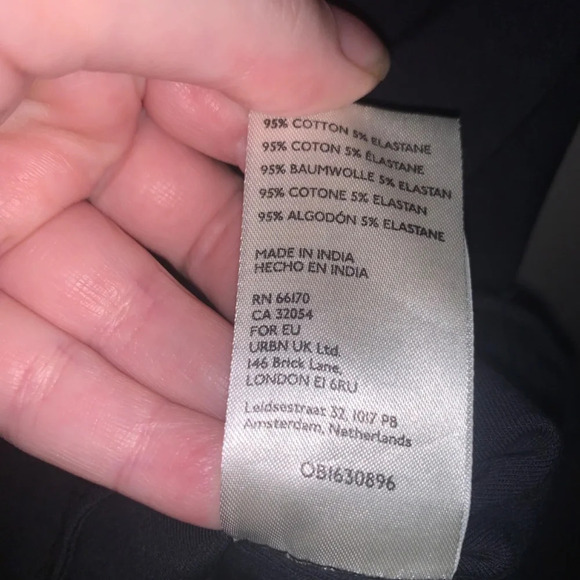 95% COTTON 5% ELASTANE
95% COTON 5% ÉLASTANE
95% BAUMWOLLE 5% ELASTAN
95% COTONE 5% ELASTAN
95% ALGODÓN 5% ELASTANE
MADE IN INDIA
HECHO EN INDIA
RN 66170
CA 32054
FOR EU
URBN UK Ltd.
146 Brick Lane,
LONDON E1 6RU
Leidsestraat 32, 1017 PB
Amsterdam, Netherlands
OB1630896